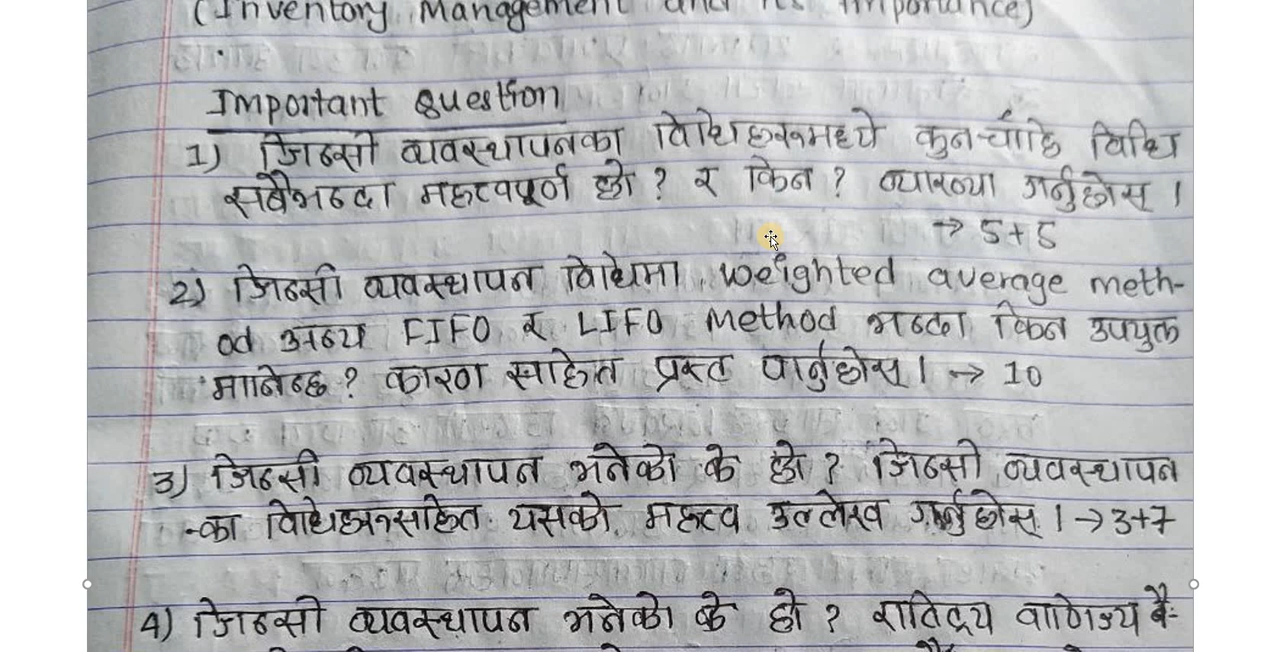 (Inventory Management and its importance)
Important Question
1) जिन्सी व्यवस्थापनका विधिहरूमध्ये कुनचाँहि विधि
सबैभन्दा महत्वपूर्ण हो ? र किन ? व्याख्या गर्नुहोस् ।
→ 5+5
2) जिन्सी व्यवस्थापन विधिमा weighted average meth-
od अन्य FIFO र LIFO Method भन्दा किन उपयुक्त
मानिन्छ ? कारण सहित प्रस्ट पार्नुहोस् । → 10
3) जिन्सी व्यवस्थापन भनेको के हो ? जिन्सी व्यवस्थापन
-का विधिहरूसहित यसको महत्व उल्लेख गर्नुहोस् । → 3+7
4) जिन्सी व्यवस्थापन भनेको के हो ? रास्ट्रिय वाणिज्य बैं-